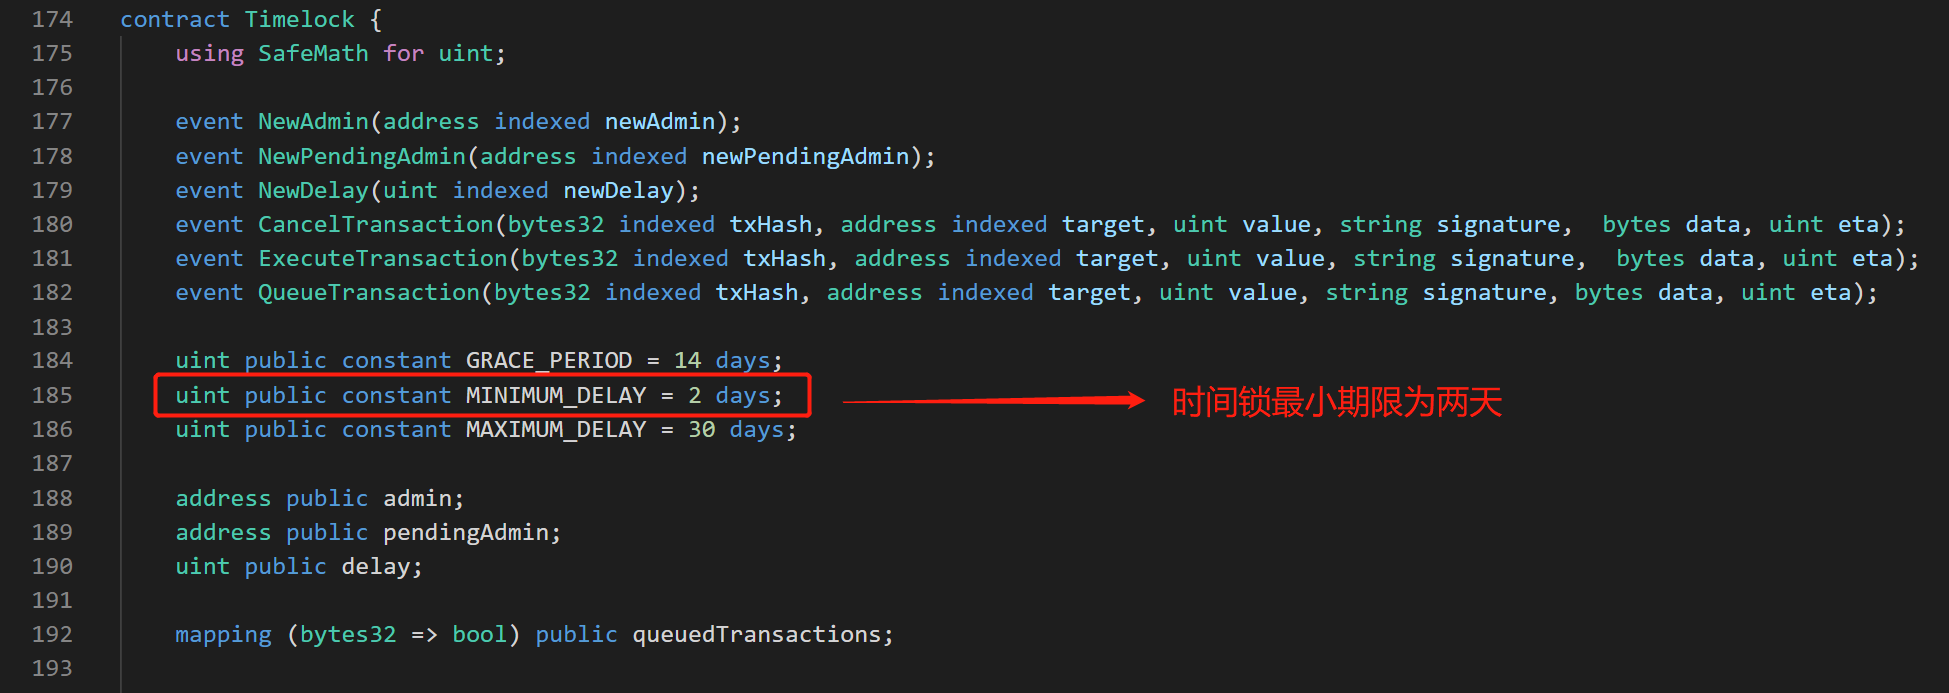 174 contract Timelock {
175 using SafeMath for uint;
176
177 event NewAdmin(address indexed newAdmin);
178 event NewPendingAdmin(address indexed newPendingAdmin);
179 event NewDelay(uint indexed newDelay);
180 event CancelTransaction(bytes32 indexed txHash, address indexed target, uint value, string signature,  bytes data, uint eta);
181 event ExecuteTransaction(bytes32 indexed txHash, address indexed target, uint value, string signature,  bytes data, uint eta);
182 event QueueTransaction(bytes32 indexed txHash, address indexed target, uint value, string signature, bytes data, uint eta);
183
184 uint public constant GRACE_PERIOD = 14 days;
185 uint public constant MINIMUM_DELAY = 2 days; 时间锁最小期限为两天
186 uint public constant MAXIMUM_DELAY = 30 days;
187
188 address public admin;
189 address public pendingAdmin;
190 uint public delay;
191
192 mapping (bytes32 => bool) public queuedTransactions;
193